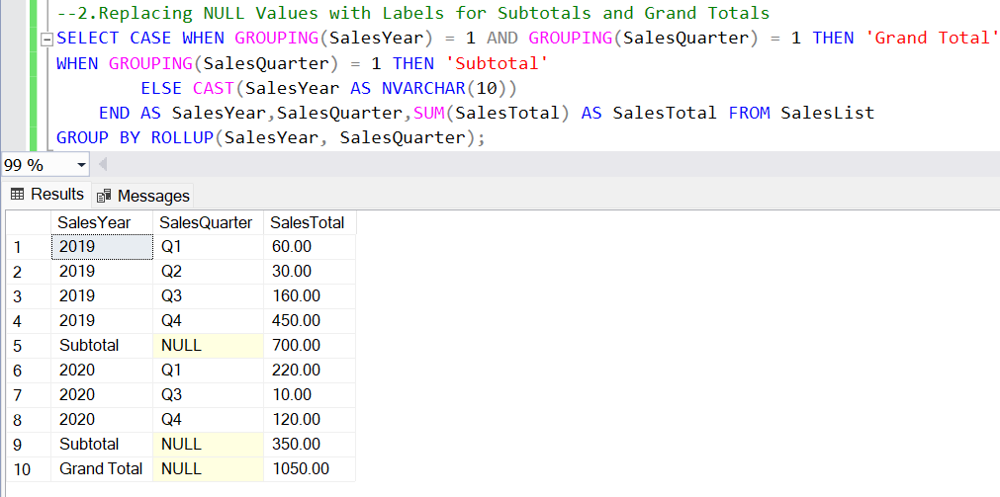 --2.Replacing NULL Values with Labels for Subtotals and Grand Totals
SELECT CASE WHEN GROUPING(SalesYear) = 1 AND GROUPING(SalesQuarter) = 1 THEN 'Grand Total'
WHEN GROUPING(SalesQuarter) = 1 THEN 'Subtotal'
ELSE CAST(SalesYear AS NVARCHAR(10))
END AS SalesYear,SalesQuarter,SUM(SalesTotal) AS SalesTotal FROM SalesList
GROUP BY ROLLUP(SalesYear, SalesQuarter);
99 %
Results Messages
SalesYear SalesQuarter SalesTotal
1 2019 Q1 60.00
2 2019 Q2 30.00
3 2019 Q3 160.00
4 2019 Q4 450.00
5 Subtotal NULL 700.00
6 2020 Q1 220.00
7 2020 Q3 10.00
8 2020 Q4 120.00
9 Subtotal NULL 350.00
10 Grand Total NULL 1050.00